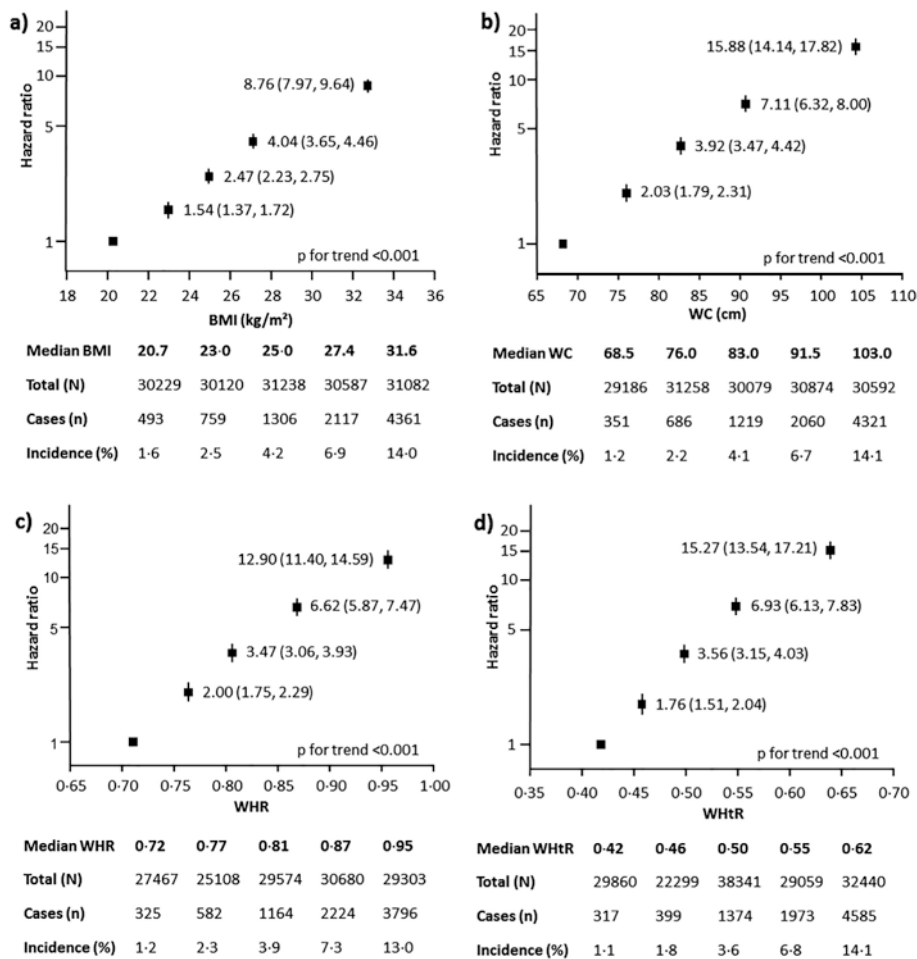 a)
Hazard ratio
20
15
10
5
1
8.76 (7.97, 9.64)
4.04 (3.65, 4.46)
2.47 (2.23, 2.75)
1.54 (1.37, 1.72)
p for trend <0.001
18 20 22 24 26 28 30 32 34 36
BMI (kg/m²)
Median BMI 20.7 23·0 25.0 27.4 31.6
Total (N) 30229 30120 31238 30587 31082
Cases (n) 493 759 1306 2117 4361
Incidence (%) 1·6 2·5 4·2 6·9 14·0
b)
Hazard ratio
20
15
10
5
1
15.88 (14.14, 17.82)
7.11 (6.32, 8.00)
3.92 (3.47, 4.42)
2.03 (1.79, 2.31)
p for trend <0.001
65 70 75 80 85 90 95 100 105 110
WC (cm)
Median WC 68.5 76.0 83.0 91.5 103.0
Total (N) 29186 31258 30079 30874 30592
Cases (n) 351 686 1219 2060 4321
Incidence (%) 1·2 2·2 4·1 6·7 14·1
c)
Hazard ratio
20
15
10
5
1
12.90 (11.40, 14.59)
6.62 (5.87, 7.47)
3.47 (3.06, 3.93)
2.00 (1.75, 2.29)
p for trend <0.001
0·65 0·70 0·75 0·80 0·85 0·90 0·95 1·00
WHR
Median WHR 0·72 0·77 0·81 0·87 0·95
Total (N) 27467 25108 29574 30680 29303
Cases (n) 325 582 1164 2224 3796
Incidence (%) 1·2 2·3 3·9 7·3 13·0
d)
Hazard ratio
20
15
10
5
1
15.27 (13.54, 17.21)
6.93 (6.13, 7.83)
3.56 (3.15, 4.03)
1.76 (1.51, 2.04)
p for trend <0.001
0·35 0·40 0·45 0·50 0·55 0·60 0·65 0·70
WHtR
Median WHtR 0·42 0·46 0·50 0·55 0·62
Total (N) 29860 22299 38341 29059 32440
Cases (n) 317 399 1374 1973 4585
Incidence (%) 1·1 1·8 3·6 6·8 14·1